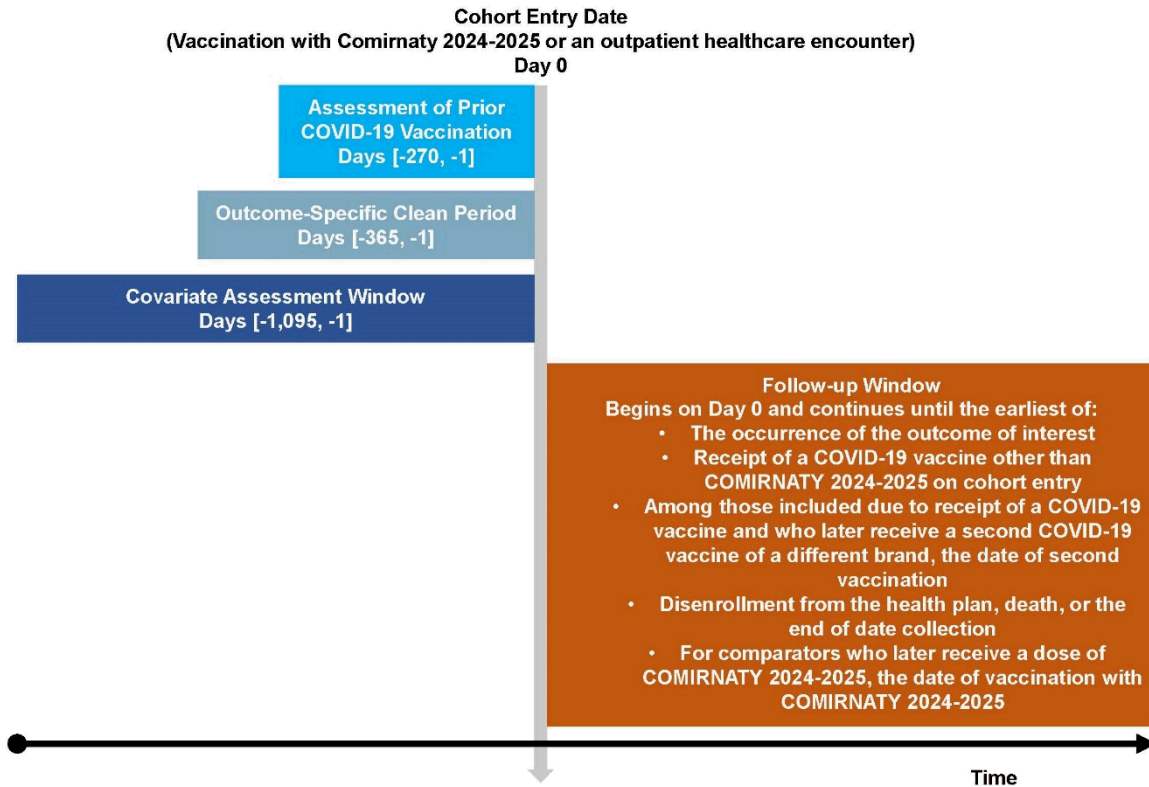 Cohort Entry Date
(Vaccination with Comirnaty 2024-2025 or an outpatient healthcare encounter)
Day 0
Assessment of Prior
COVID-19 Vaccination
Days [-270, -1]
Outcome-Specific Clean Period
Days [-365, -1]
Covariate Assessment Window
Days [-1,095, -1]
Follow-up Window
Begins on Day 0 and continues until the earliest of:
• The occurrence of the outcome of interest
• Receipt of a COVID-19 vaccine other than
COMIRNATY 2024-2025 on cohort entry
• Among those included due to receipt of a COVID-19
vaccine and who later receive a second COVID-19
vaccine of a different brand, the date of second
vaccination
• Disenrollment from the health plan, death, or the
end of date collection
• For comparators who later receive a dose of
COMIRNATY 2024-2025, the date of vaccination with
COMIRNATY 2024-2025
Time